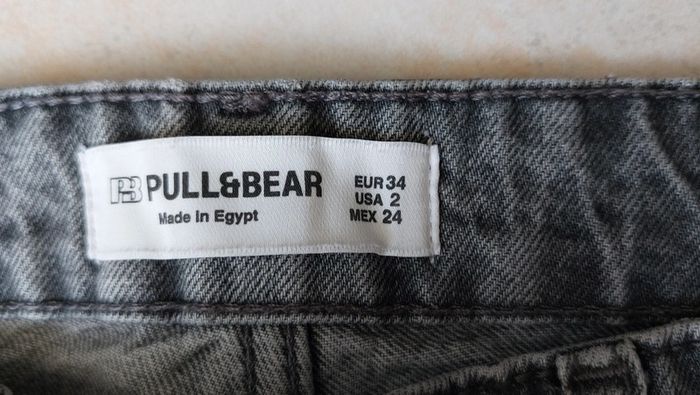 PB PULL&BEAR
Made in Egypt
EUR 34
USA 2
MEX 24